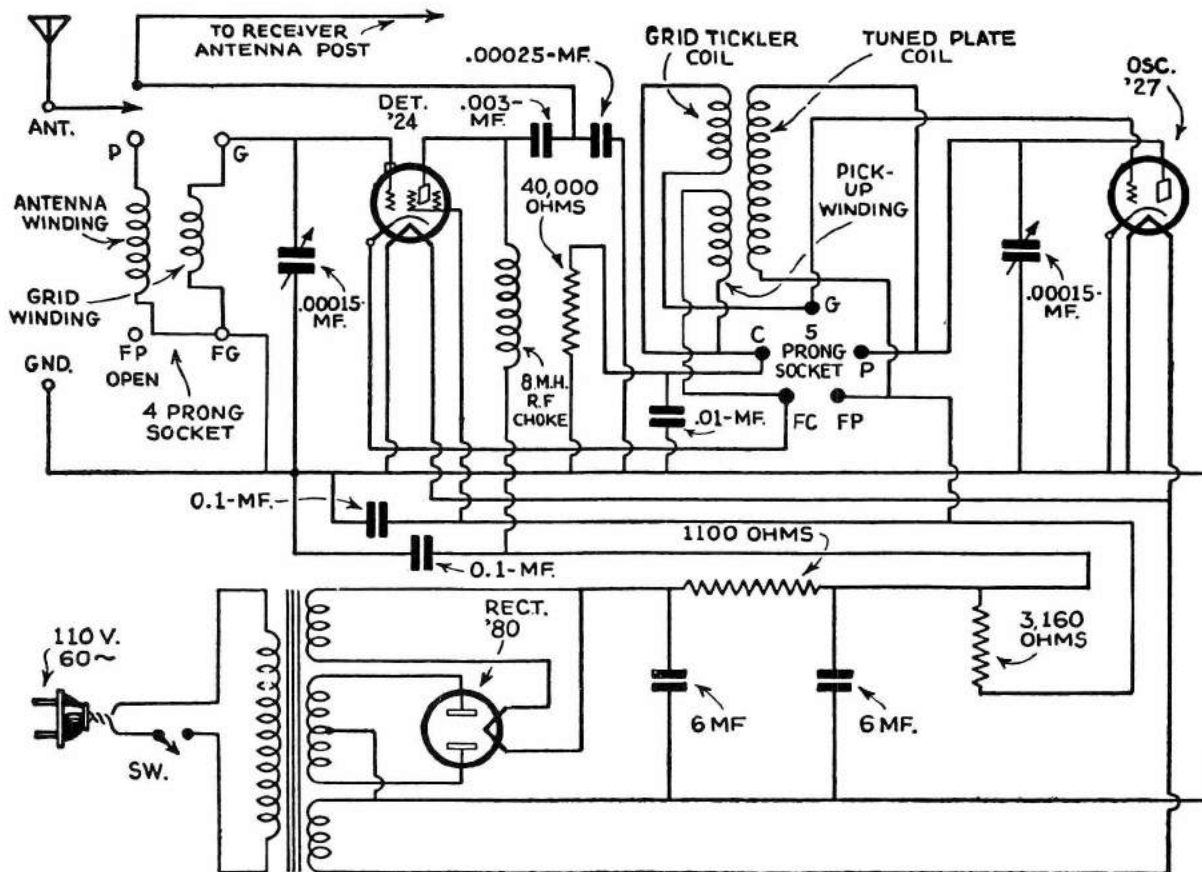 TO RECEIVER
ANTENNA POST
.00025-MF.
GRID TICKLER
COIL
TUNED PLATE
COIL
OSC.
'27
ANT.
DET.
'24
.003-
MF.
P
G
40,000
OHMS
PICK-
UP
WINDING
ANTENNA
WINDING
GRID
WINDING
.00015-
MF.
.00015-
MF.
G
C
5
PRONG
SOCKET
P
FP
FG
OPEN
GND.
4 PRONG
SOCKET
8 M.H.
R.F
CHOKE
.01-MF.
FC
FP
0.1-MF.
0.1-MF.
1100 OHMS
110 V.
60~
RECT.
'80
3,160
OHMS
6 MF
6 MF.
SW.